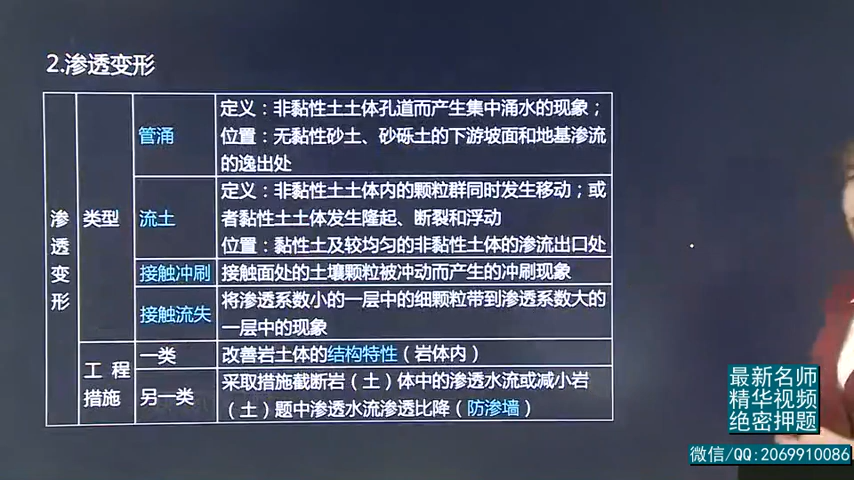 2.渗透变形
渗透变形
类型
管涌
定义：非黏性土土体孔道而产生集中涌水的现象；
位置：无黏性砂土、砂砾土的下游坡面和地基渗流
的逸出处
流土
定义：非黏性土土体内的颗粒群同时发生移动；或
者黏性土土体发生隆起、断裂和浮动
位置：黏性土及较均匀的非黏性土体的渗流出口处
接触冲刷
接触面处的土壤颗粒被冲动而产生的冲刷现象
接触流失
将渗透系数小的一层中的细颗粒带到渗透系数大的
一层中的现象
工程
措施
一类
改善岩土体的结构特性（岩体内）
另一类
采取措施截断岩（土）体中的渗透水流或减小岩
（土）题中渗透水流渗透比降（防渗墙）
最新名师
精华视频
绝密押题
微信/QQ:2069910086